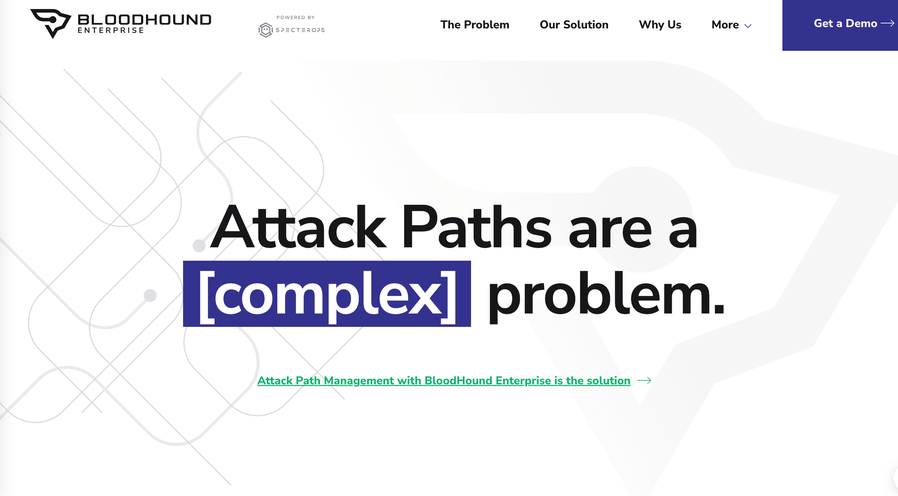 BLOODHOUND
ENTERPRISE
POWERED BY
SPECTEROPS
The Problem
Our Solution
Why Us
More
Get a Demo
Attack Paths are a
[complex] problem.
Attack Path Management with BloodHound Enterprise is the solution